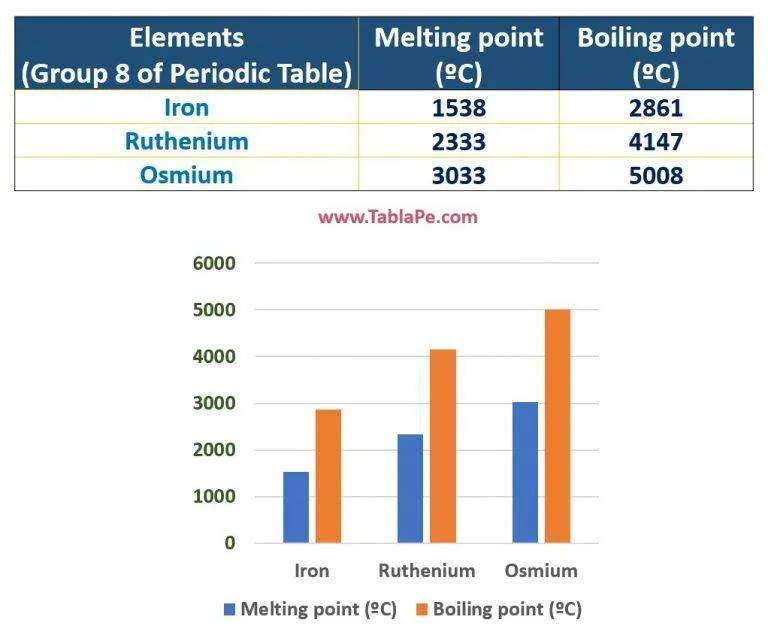 Elements
(Group 8 of Periodic Table)
Melting point
(ºC)
Boiling point
(ºC)
Iron 1538 2861
Ruthenium 2333 4147
Osmium 3033 5008
www.TablaPe.com
6000
5000
4000
3000
2000
1000
0
Iron Ruthenium Osmium
Melting point (ºC) Boiling point (ºC)